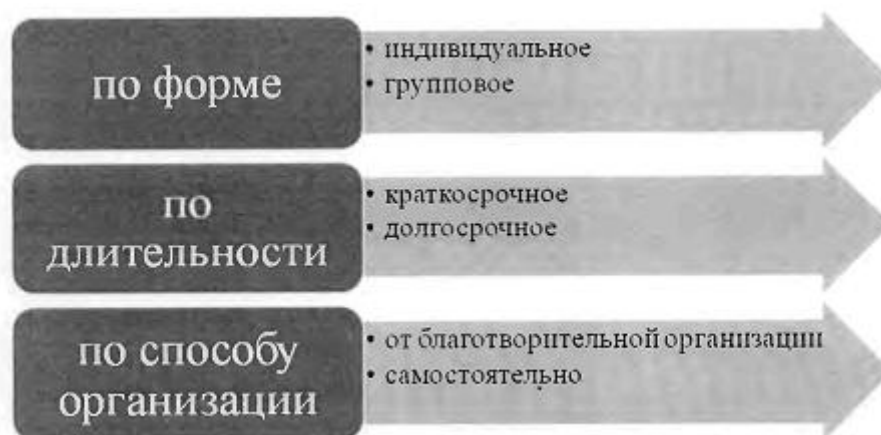 по форме
• индивидуальное
• групповое
по
длительности
• краткосрочное
• долгосрочное
по способу
организации
• от благотворительной организации
• самостоятельно